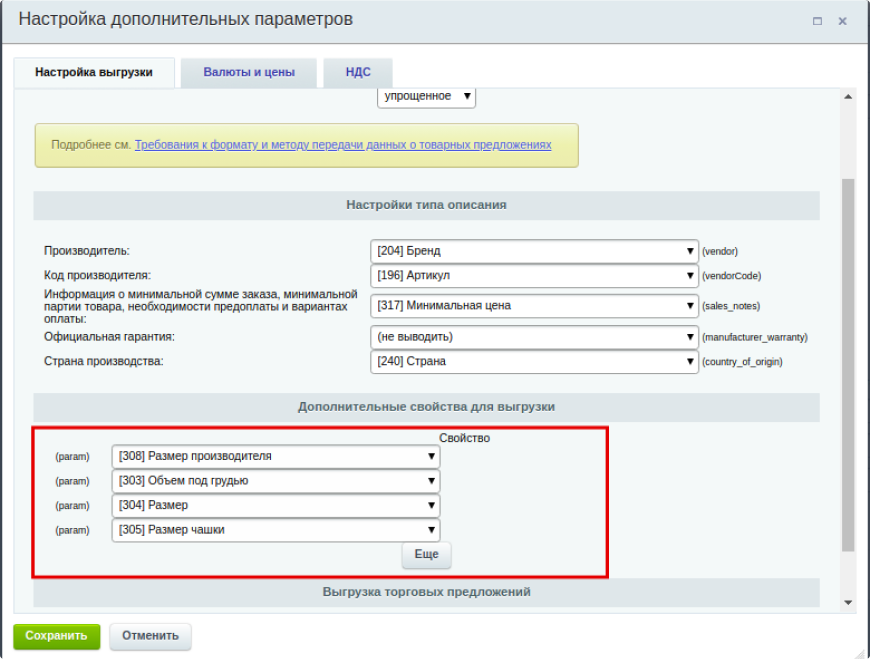 Настройка дополнительных параметров
Настройка выгрузки Валюты и цены НДС
упрощенное
Подробнее см. Требования к формату и методу передачи данных о товарных предложениях
Настройки типа описания
Производитель: [204] Бренд (vendor)
Код производителя: [196] Артикул (vendorCode)
Информация о минимальной сумме заказа, минимальной
партии товара, необходимости предоплаты и вариантах [317] Минимальная цена (sales_notes)
оплаты:
Официальная гарантия: (не выводить) (manufacturer_warranty)
Страна производства: [240] Страна (country_of_origin)
Дополнительные свойства для выгрузки
Свойство
(param) [308] Размер производителя
(param) [303] Объем под грудью
(param) [304] Размер
(param) [305] Размер чашки
Еще
Выгрузка торговых предложений
Сохранить Отменить